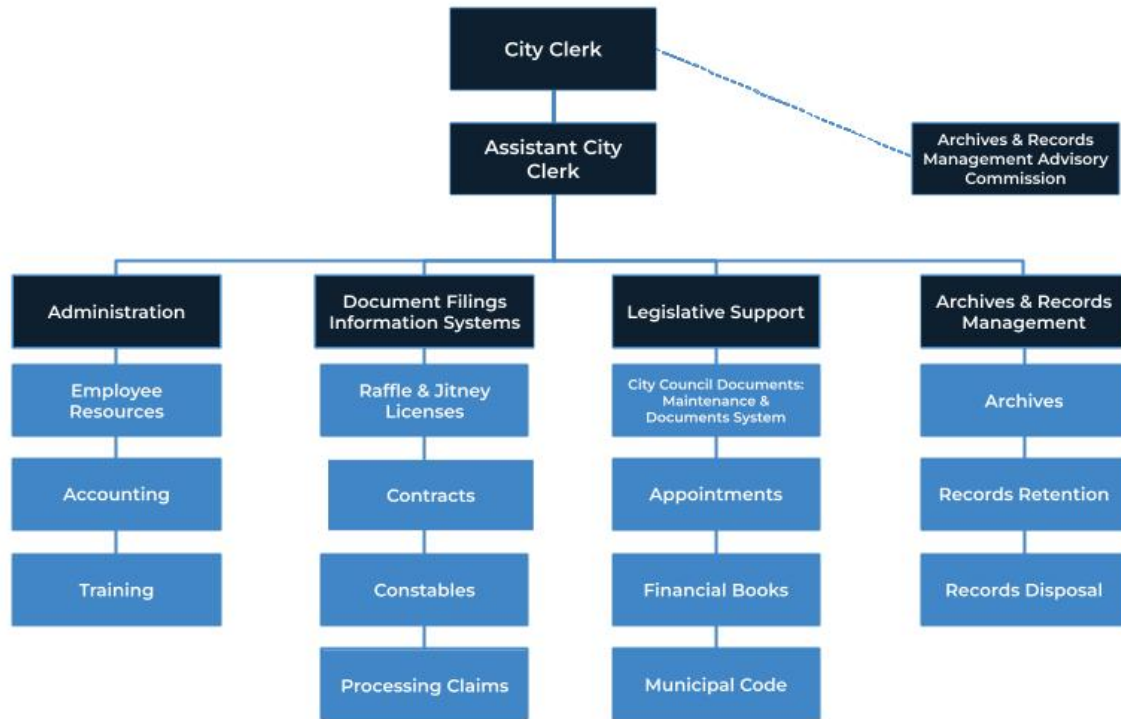 City Clerk
Assistant City
Clerk
Archives & Records
Management Advisory
Commission
Administration
Employee
Resources
Accounting
Training
Document Filings
Information Systems
Raffle & Jitney
Licenses
Contracts
Constables
Processing Claims
Legislative Support
City Council Documents:
Maintenance &
Documents System
Appointments
Financial Books
Municipal Code
Archives & Records
Management
Archives
Records Retention
Records Disposal